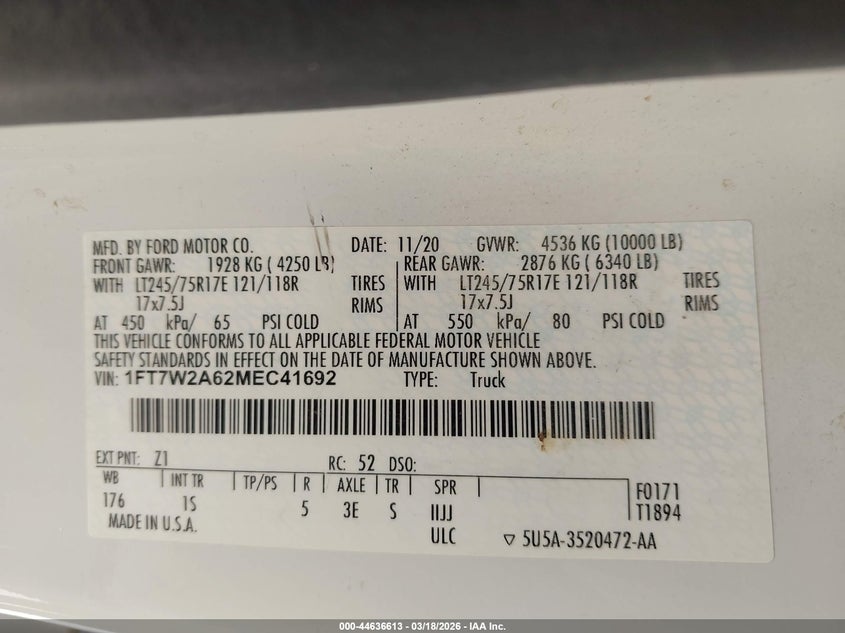 MFD. BY FORD MOTOR CO. DATE: 11/20 GVWR: 4536 KG (10000 LB)
FRONT GAWR: 1928 KG ( 4250 LB) REAR GAWR: 2876 KG ( 6340 LB)
WITH LT245/75R17E 121/118R TIRES WITH LT245/75R17E 121/118R TIRES
17x7.5J RIMS 17x7.5J RIMS
AT 450 kPa/ 65 PSI COLD AT 550 kPa/ 80 PSI COLD
THIS VEHICLE CONFORMS TO ALL APPLICABLE FEDERAL MOTOR VEHICLE
SAFETY STANDARDS IN EFFECT ON THE DATE OF MANUFACTURE SHOWN ABOVE.
VIN: 1FT7W2A62MEC41692 TYPE: Truck
EXT PNT: Z1 RC: 52 DSO:
WB INT TR TP/PS R AXLE TR SPR F0171
176 1S 5 3E S IIJJ T1894
MADE IN U.S.A. ULC ▽ 5U5A-3520472-AA
000-44636613 - 03/18/2026 - IAA Inc.